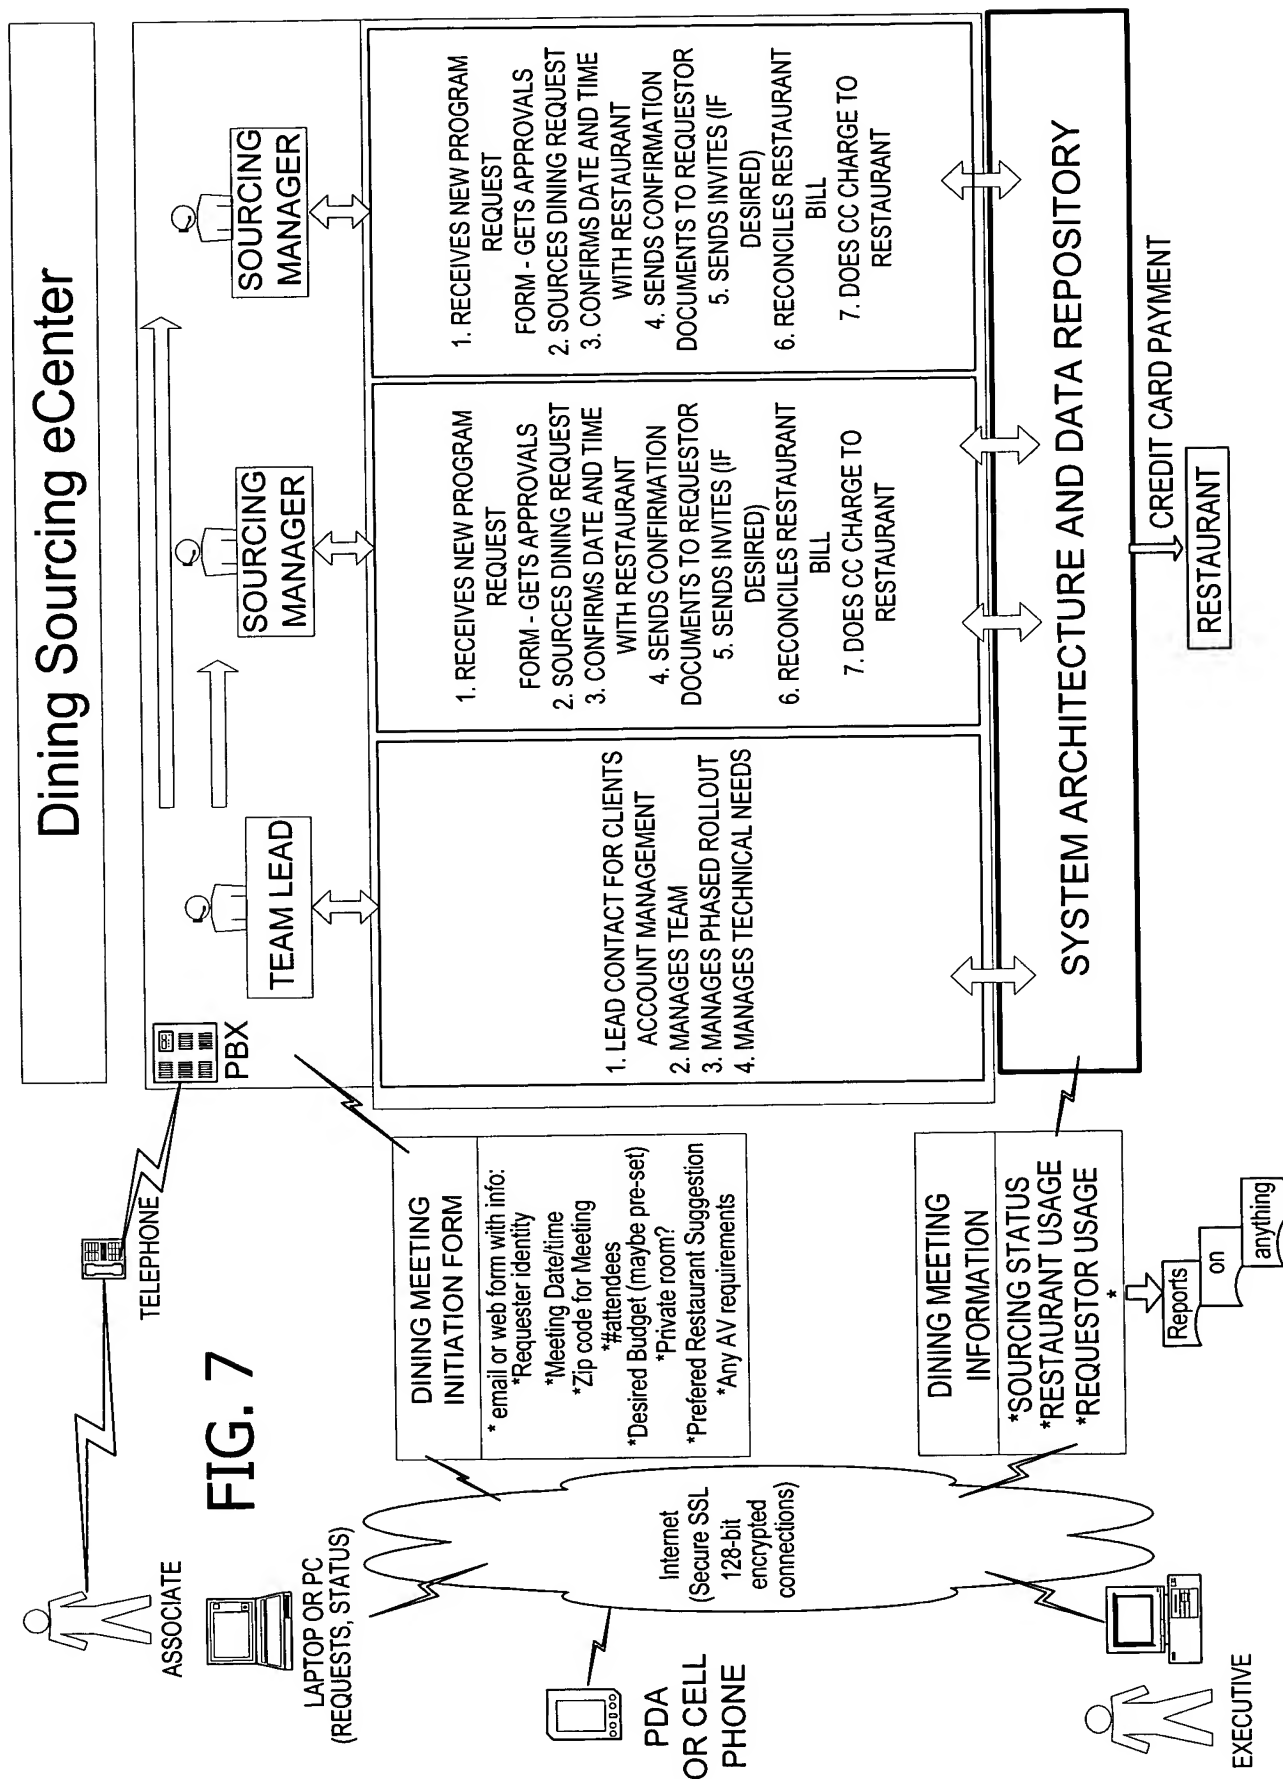 Dining Sourcing eCenter
ASSOCIATE
TELEPHONE
PBX
TEAM LEAD
SOURCING
MANAGER
SOURCING
MANAGER
FIG. 7
LAPTOP OR PC
(REQUESTS, STATUS)
PDA
OR CELL
PHONE
EXECUTIVE
Internet
(Secure SSL
128-bit
encrypted
connections)
DINING MEETING
INITIATION FORM
* email or web form with info:
*Requester identity
*Meeting Date/time
*Zip code for Meeting
*#attendees
*Desired Budget (maybe pre-set)
*Private room?
*Prefered Restaurant Suggestion
*Any AV requirements
DINING MEETING
INFORMATION
*SOURCING STATUS
*RESTAURANT USAGE
*REQUESTOR USAGE
*
Reports
on
anything
1. LEAD CONTACT FOR CLIENTS
ACCOUNT MANAGEMENT
2. MANAGES TEAM
3. MANAGES PHASED ROLLOUT
4. MANAGES TECHNICAL NEEDS
1. RECEIVES NEW PROGRAM
REQUEST
FORM - GETS APPROVALS
2. SOURCES DINING REQUEST
3. CONFIRMS DATE AND TIME
WITH RESTAURANT
4. SENDS CONFIRMATION
DOCUMENTS TO REQUESTOR
5. SENDS INVITES (IF
DESIRED)
6. RECONCILES RESTAURANT
BILL
7. DOES CC CHARGE TO
RESTAURANT
1. RECEIVES NEW PROGRAM
REQUEST
FORM - GETS APPROVALS
2. SOURCES DINING REQUEST
3. CONFIRMS DATE AND TIME
WITH RESTAURANT
4. SENDS CONFIRMATION
DOCUMENTS TO REQUESTOR
5. SENDS INVITES (IF
DESIRED)
6. RECONCILES RESTAURANT
BILL
7. DOES CC CHARGE TO
RESTAURANT
SYSTEM ARCHITECTURE AND DATA REPOSITORY
CREDIT CARD PAYMENT
RESTAURANT